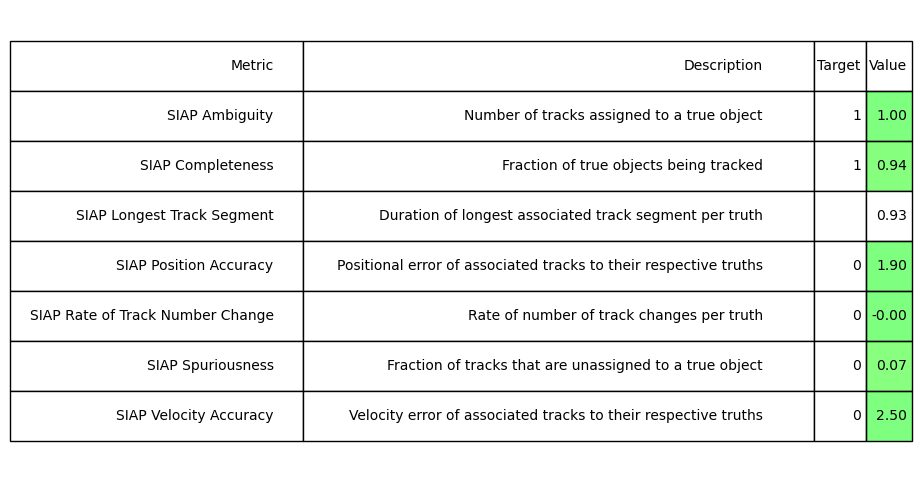 Metric Description Target Value
SIAP Ambiguity Number of tracks assigned to a true object 1 1.00
SIAP Completeness Fraction of true objects being tracked 1 0.94
SIAP Longest Track Segment Duration of longest associated track segment per truth 0.93
SIAP Position Accuracy Positional error of associated tracks to their respective truths 0 1.90
SIAP Rate of Track Number Change Rate of number of track changes per truth 0 -0.00
SIAP Spuriousness Fraction of tracks that are unassigned to a true object 0 0.07
SIAP Velocity Accuracy Velocity error of associated tracks to their respective truths 0 2.50